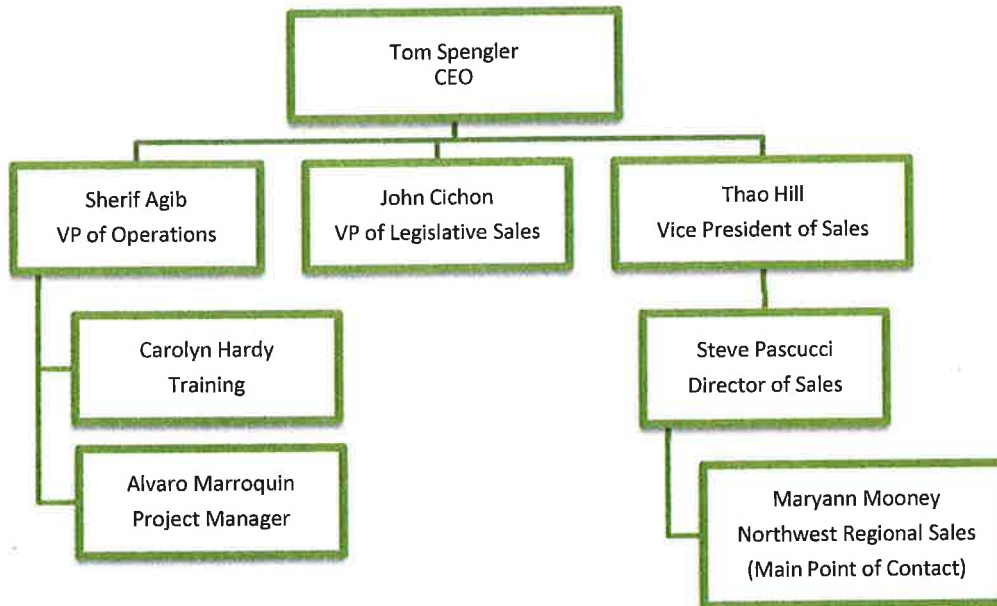 Tom Spengler
CEO
Sherif Agib
VP of Operations
John Cichon
VP of Legislative Sales
Thao Hill
Vice President of Sales
Carolyn Hardy
Training
Steve Pascucci
Director of Sales
Alvaro Marroquin
Project Manager
Maryann Mooney
Northwest Regional Sales
(Main Point of Contact)